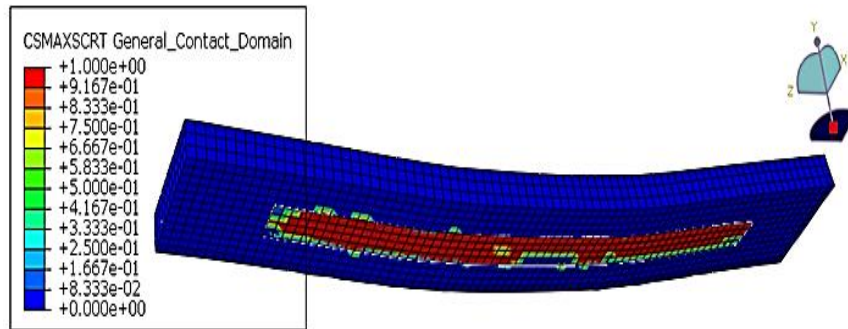 CSMAXSCRT General_Contact_Domain
+1.000e+00
+9.167e-01
+8.333e-01
+7.500e-01
+6.667e-01
+5.833e-01
+5.000e-01
+4.167e-01
+3.333e-01
+2.500e-01
+1.667e-01
+8.333e-02
+0.000e+00
Y
X
Z